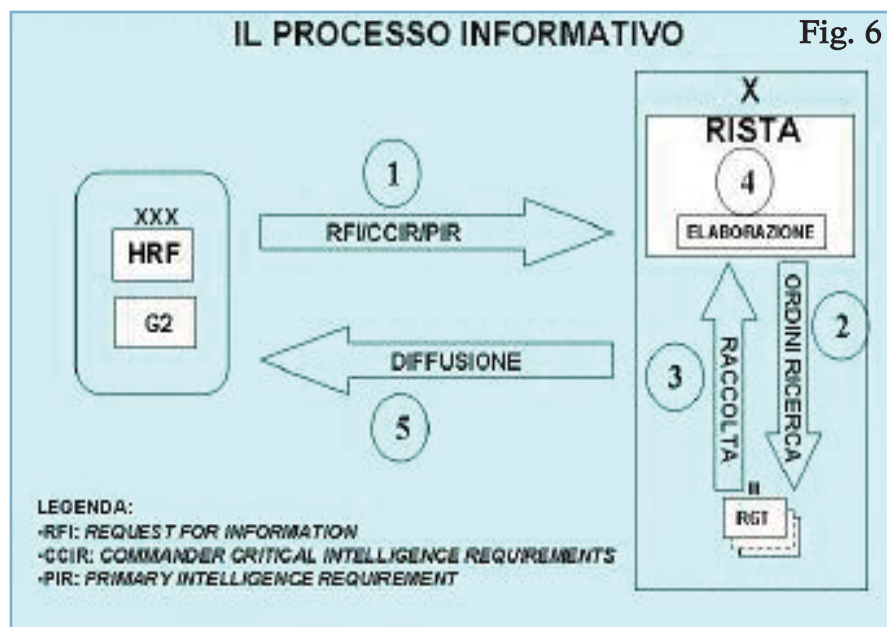 IL PROCESSO INFORMATIVO
Fig. 6
XXX
HRF
G2
1
RFI/CCIR/PIR
DIFFUSIONE
5
X
RISTA
4
ELABORAZIONE
3
RACCOLTA
ORDINI RICERCA
2
III
RGT
LEGENDA:
•RFI: REQUEST FOR INFORMATION
•CCIR: COMMANDER CRITICAL INTELLIGENCE REQUIREMENTS
•PIR: PRIMARY INTELLIGENCE REQUIREMENT